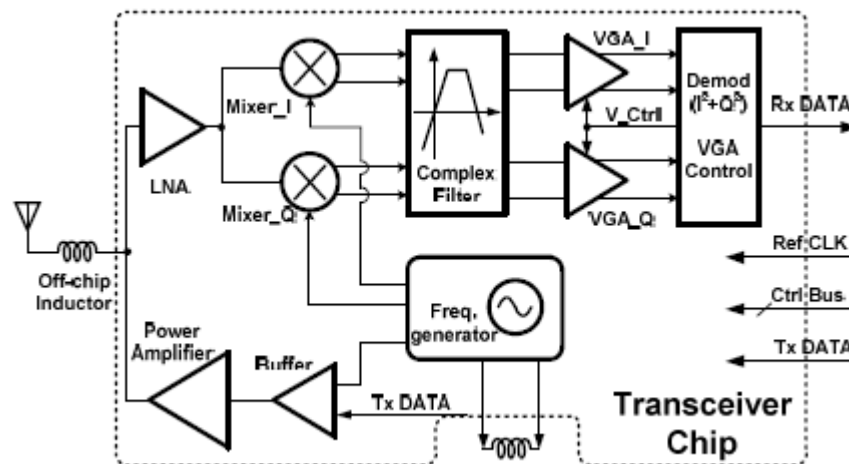 VGA_I
Mixer_I
Demod
(I²+Q²)
VGA
Control
Rx DATA
V_Ctrl
LNA
Complex
Filter
Mixer_Q
VGA_Q
Ref CLK
Off-chip
Inductor
Freq.
generator
Ctrl Bus
Power
Amplifier
Buffer
Tx DATA
Tx DATA
Transceiver
Chip